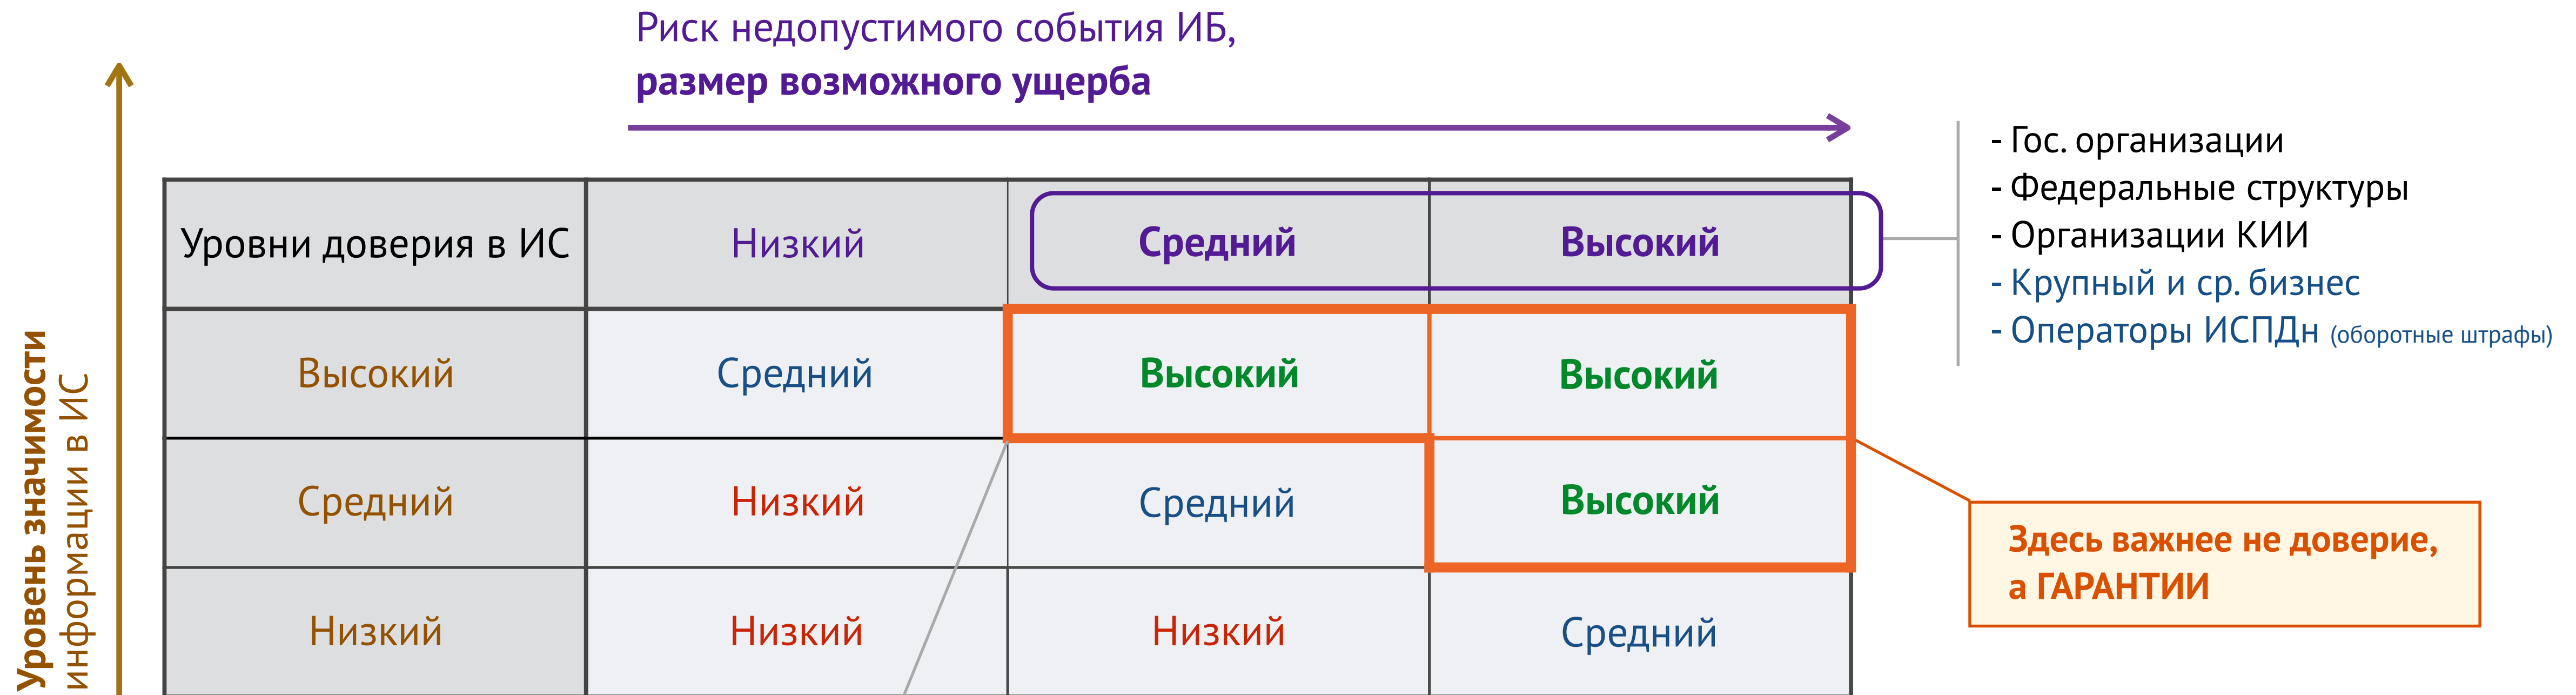 Риск недопустимого события ИБ,
размер возможного ущерба
- Гос. организации
- Федеральные структуры
- Организации КИИ
- Крупный и ср. бизнес
- Операторы ИСПДн (оборотные штрафы)
Уровни доверия в ИС Низкий Средний Высокий
Высокий Средний Высокий Высокий
Средний Низкий Средний Высокий
Низкий Низкий Низкий Средний
Уровень значимости
информации в ИС
Здесь важнее не доверие,
а ГАРАНТИИ